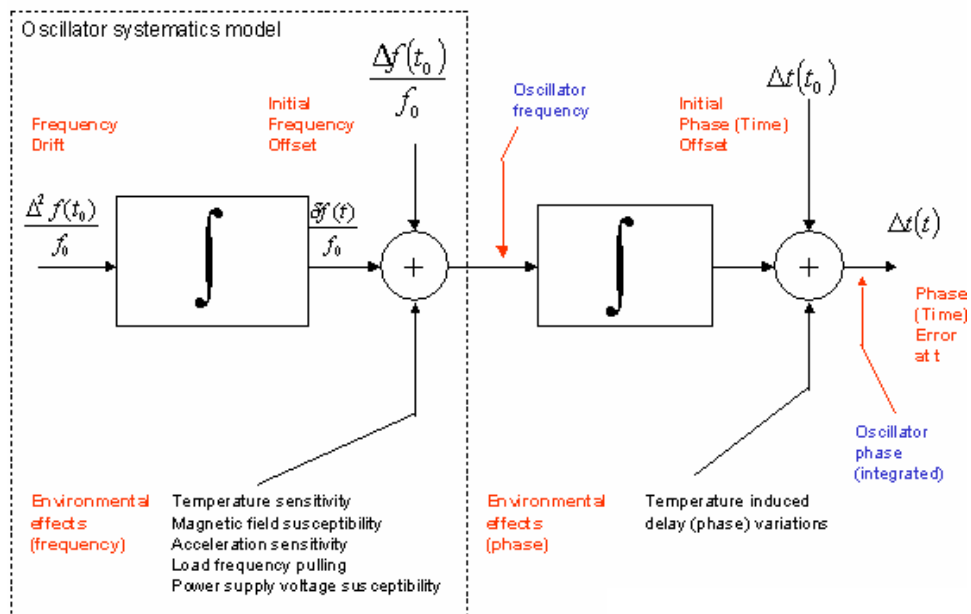 Oscillator systematics model
Δf(t₀)
f₀
Δt(t₀)
Oscillator
frequency
Initial
Frequency
Offset
Initial
Phase (Time)
Offset
Frequency
Drift
Δ² f(t₀)
f₀
∫
δf(t)
f₀
+
∫
+
Δt(t)
Phase
(Time)
Error
at t
Oscillator
phase
(integrated)
Environmental
effects
(frequency)
Temperature sensitivity
Magnetic field susceptibility
Acceleration sensitivity
Load frequency pulling
Power supply voltage susceptibility
Environmental
effects
(phase)
Temperature induced
delay (phase) variations